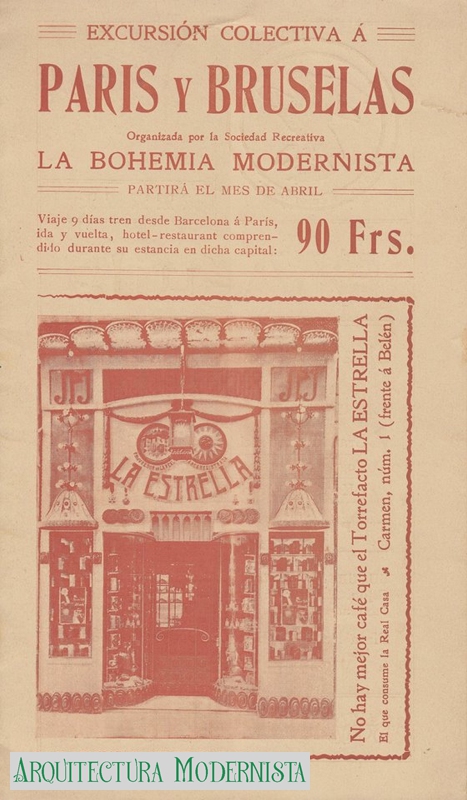 EXCURSIÓN COLECTIVA Á
PARIS Y BRUSELAS
Organizada por la Sociedad Recreativa
LA BOHEMIA MODERNISTA
PARTIRÁ EL MES DE ABRIL
Viaje 9 días tren desde Barcelona á París,
ida y vuelta, hotel-restaurant compren-
dido durante su estancia en dicha capital:
90 Frs.
LA ESTRELLA
No hay mejor café que el Torrefacto LA ESTRELLA
El que consume la Real Casa Carmen, núm. 1 (frente á Belén)
ARQUITECTURA MODERNISTA